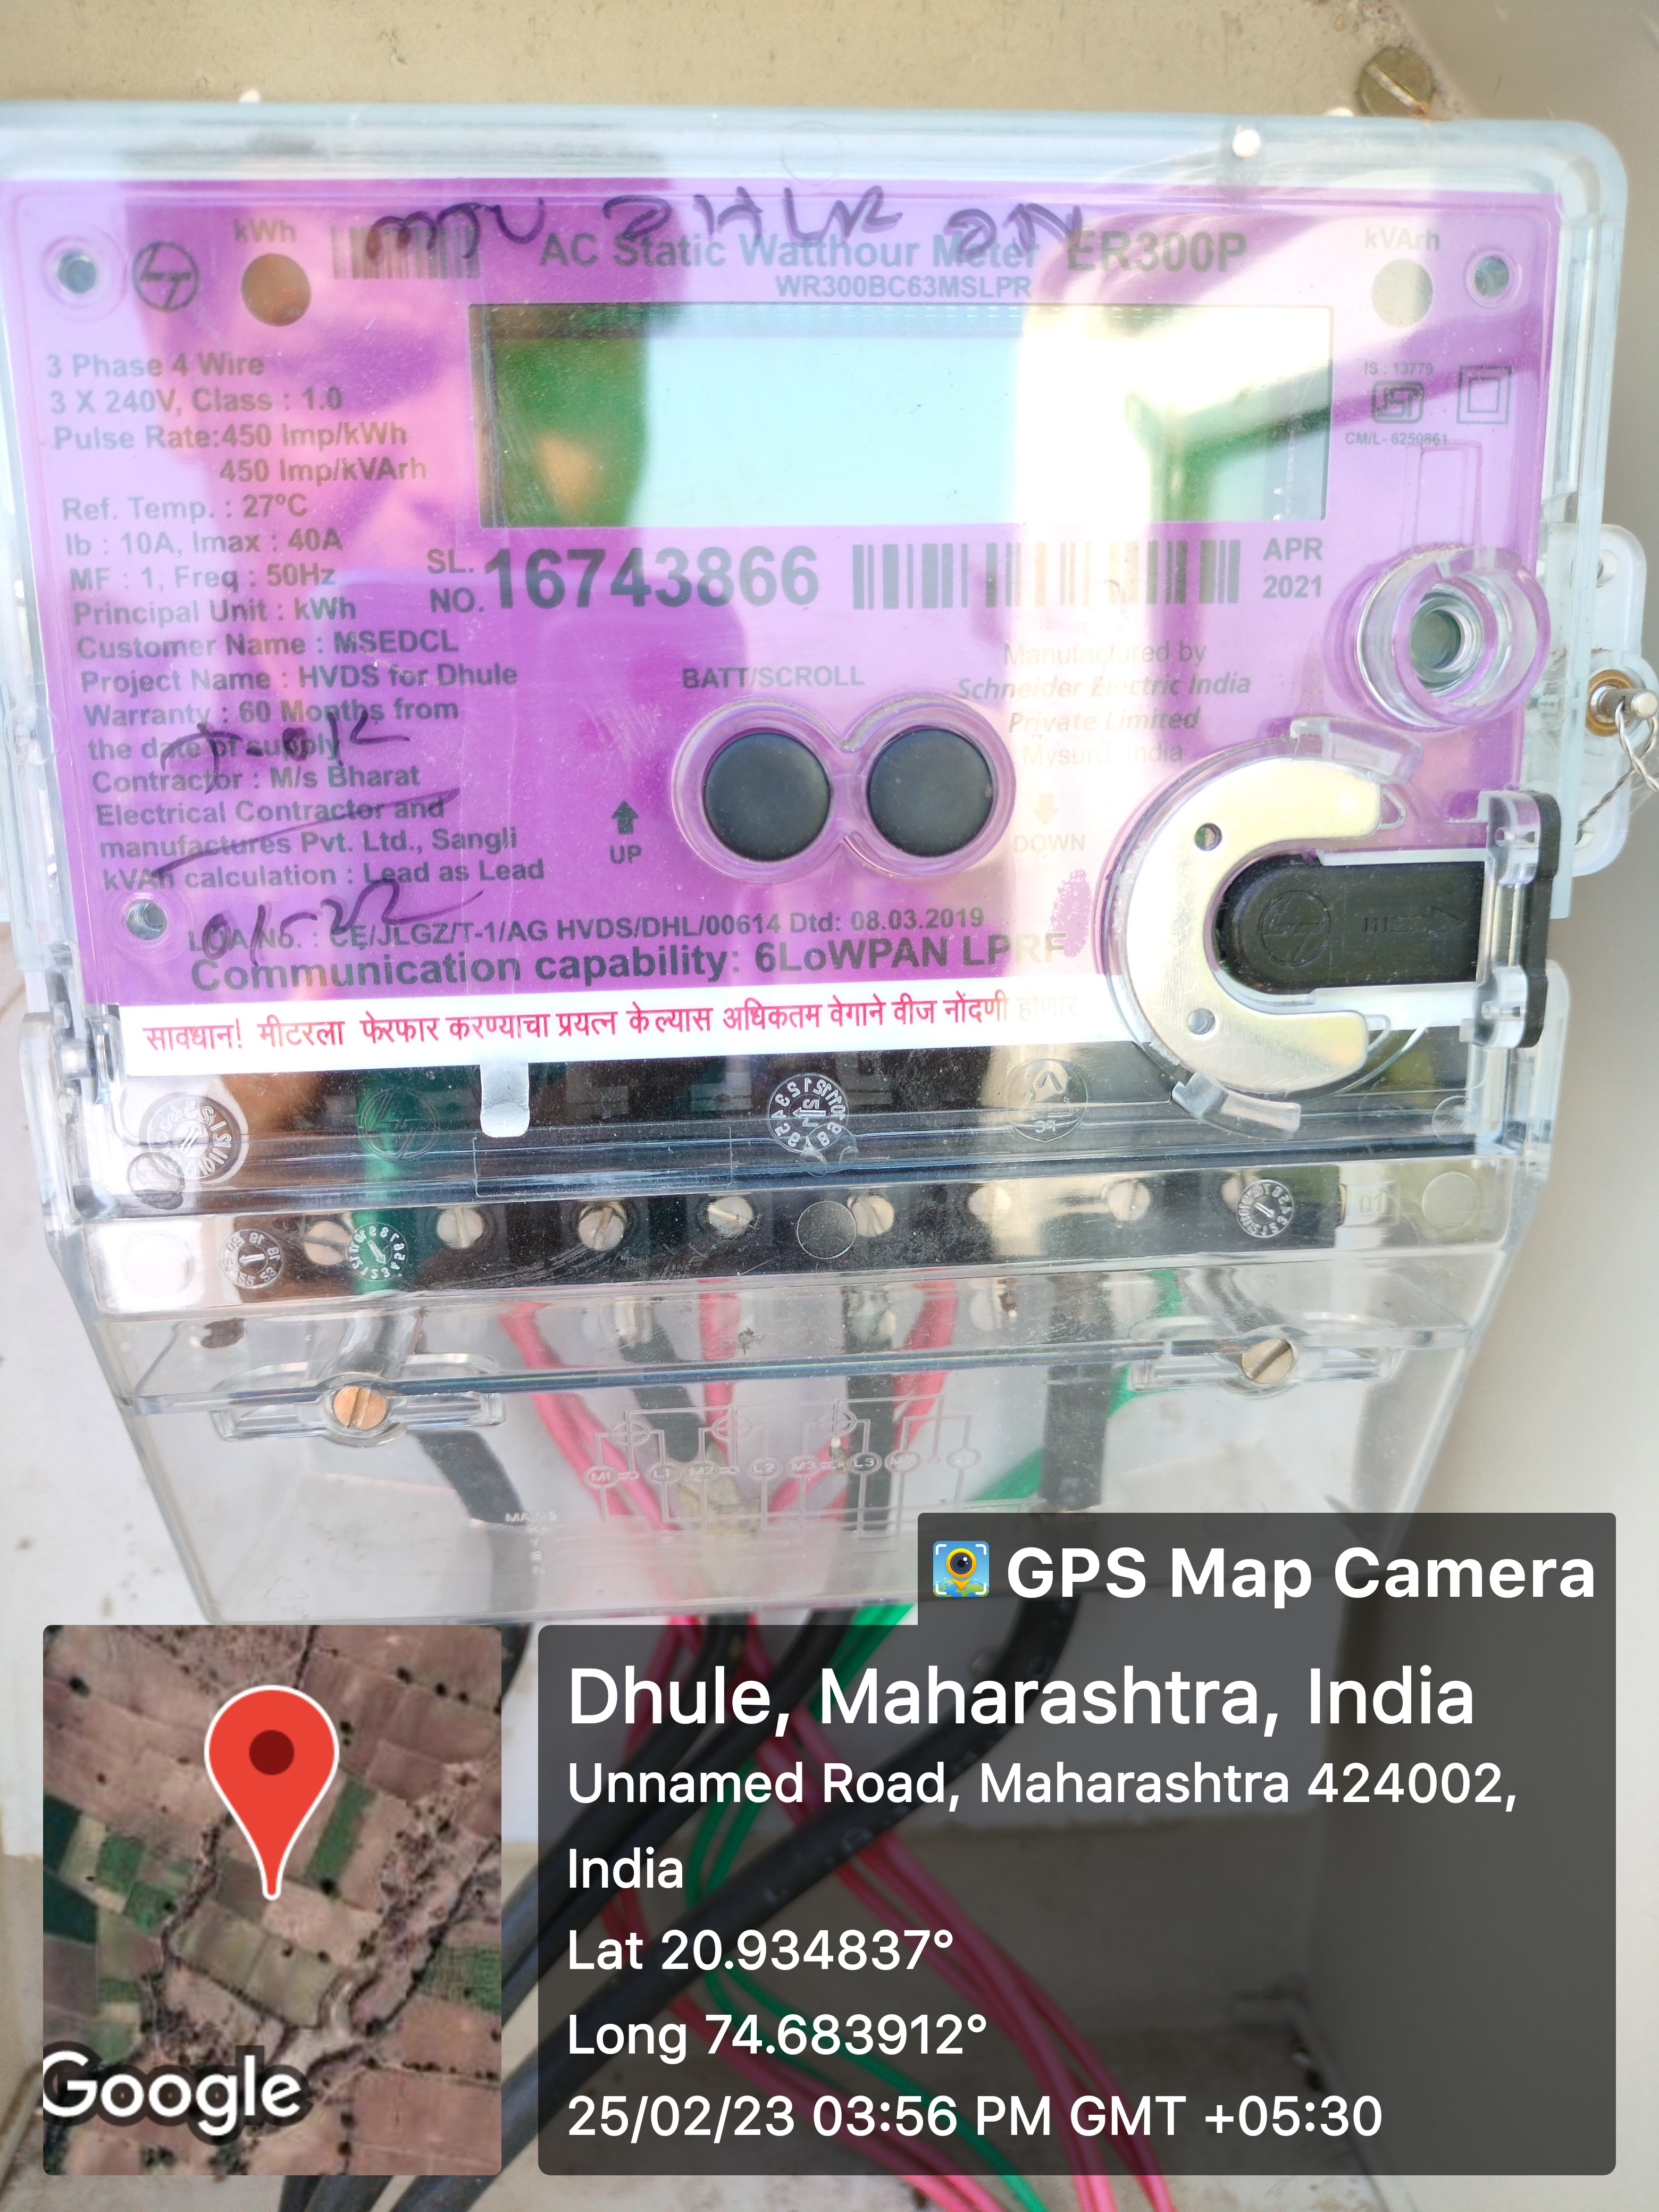 kWh
AC Static Watthour Meter ER300P
WR300BC63MSLPR
kVArh
LT
3 Phase 4 Wire
3 X 240V, Class : 1.0
Pulse Rate:450 Imp/kWh
450 Imp/kVArh
Ref. Temp. : 27°C
Ib : 10A, Imax : 40A
MF : 1, Freq : 50Hz
Principal Unit : kWh
Customer Name : MSEDCL
Project Name : HVDS for Dhule
Warranty : 60 Months from
the date of supply
Contractor : M/s Bharat
Electrical Contractor and
manufactures Pvt. Ltd., Sangli
kVAh calculation : Lead as Lead
IS : 13779
CM/L- 6250861
SL. NO. 16743866
APR
2021
BATT/SCROLL
UP
DOWN
Manufactured by
Schneider Electric India
Private Limited
Mysuru India
LOA No. : CE/JLGZ/T-1/AG HVDS/DHL/00614 Dtd: 08.03.2019
Communication capability: 6LoWPAN LPRF
सावधान! मीटरला फेरफार करण्याचा प्रयत्न केल्यास अधिकतम वेगाने वीज नोंदणी होणार
M1 L1 M2 L2 M3 L3
GPS Map Camera
Dhule, Maharashtra, India
Unnamed Road, Maharashtra 424002,
India
Lat 20.934837°
Long 74.683912°
25/02/23 03:56 PM GMT +05:30
Google